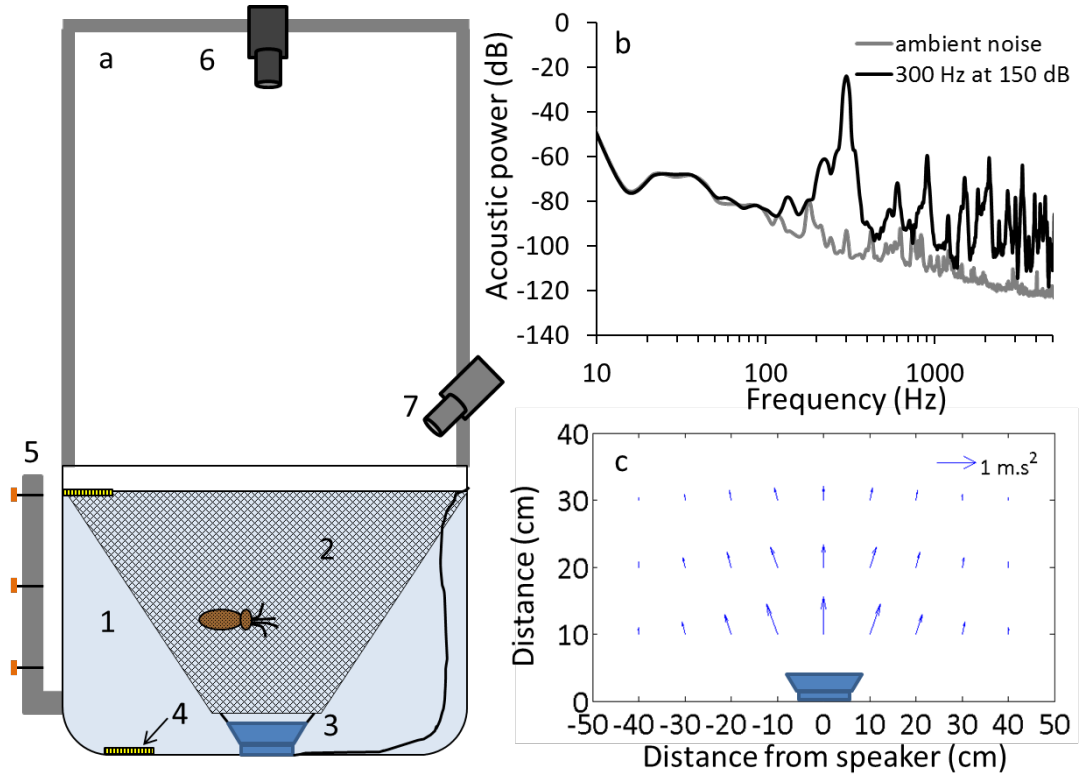 a
6
7
5
2
1
4
3
b
ambient noise
300 Hz at 150 dB
Acoustic power (dB)
0
-20
-40
-60
-80
-100
-120
-140
10 100 1000
Frequency (Hz)
c
1 m.s2
Distance (cm)
40
30
20
10
0
-50 -40 -30 -20 -10 0 10 20 30 40 50
Distance from speaker (cm)